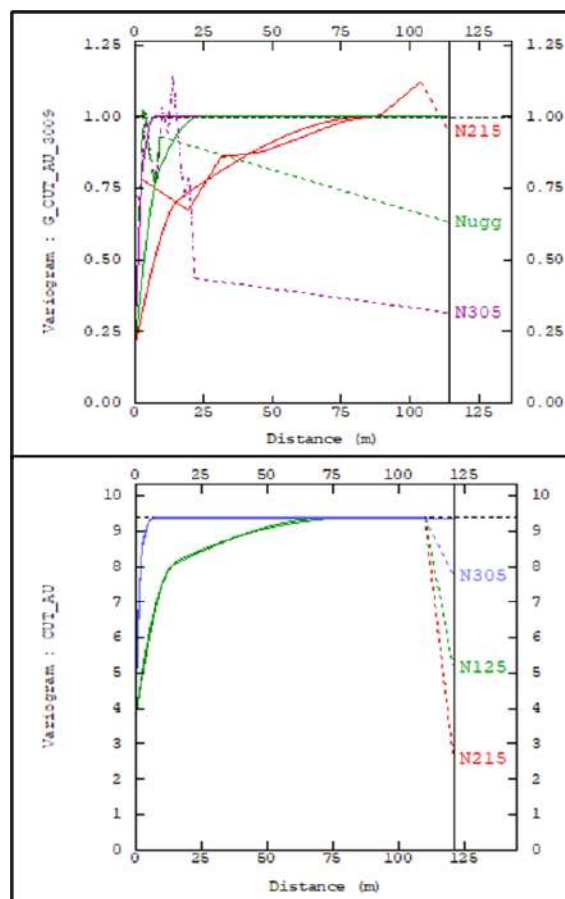 0 25 50 75 100 125
1.25 1.25
1.00 1.00
N215
0.75 0.75
Nugg
0.50 0.50
N305
0.25 0.25
0.00 0.00
0 25 50 75 100 125
Variogram : G_CUT_AU_3009
Distance (m)
0 25 50 75 100 125
10 10
9 9
8 8
N305
7 7
6 6
5 5
N125
4 4
3 3
N215
2 2
1 1
0 0
0 25 50 75 100 125
Variogram : CUT_AU
Distance (m)